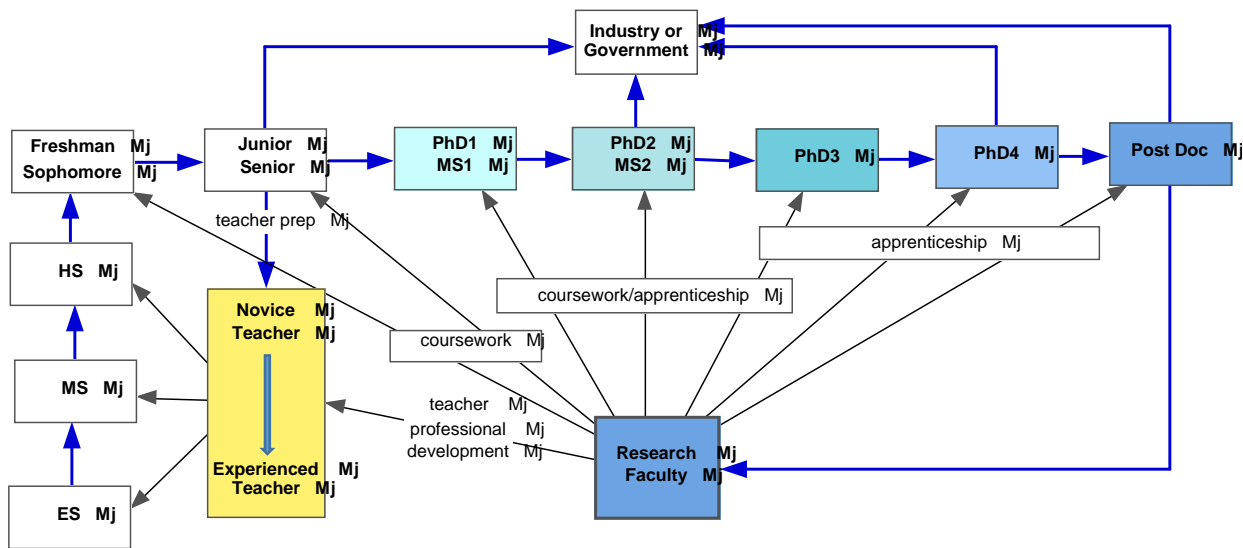 Industry or Mj
Government Mj
Freshman Mj
Sophomore Mj
Junior Mj
Senior Mj
PhD1 Mj
MS1 Mj
PhD2 Mj
MS2 Mj
PhD3 Mj
PhD4 Mj
Post Doc Mj
teacher prep Mj
apprenticeship Mj
HS Mj
coursework/apprenticeship Mj
Novice Mj
Teacher Mj
coursework Mj
MS Mj
teacher Mj
professional Mj
development Mj
Research Mj
Faculty Mj
Experienced Mj
Teacher Mj
ES Mj